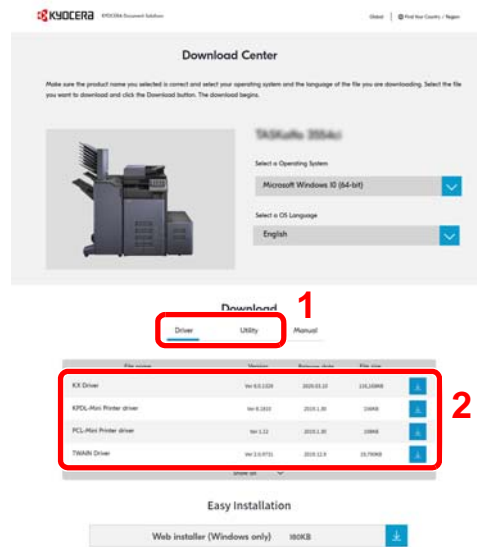 KYOCERA KYOCERA Document Solutions
Global | Find Your Country / Region
Download Center
Make sure the product name you selected is correct and select your operating system and the language of the file you are downloading. Select the file
you want to download and click the Download button. The download begins.
Select a Operating System
Microsoft Windows 10 (64-bit)
Select a OS Language
English
Download
1
Driver Utility Manual
File name Version Release date File size
KX Driver
KPDL-Mini Printer driver
PCL-Mini Printer driver
TWAIN Driver
2
Show all
Easy Installation
Web installer (Windows only) 180KB